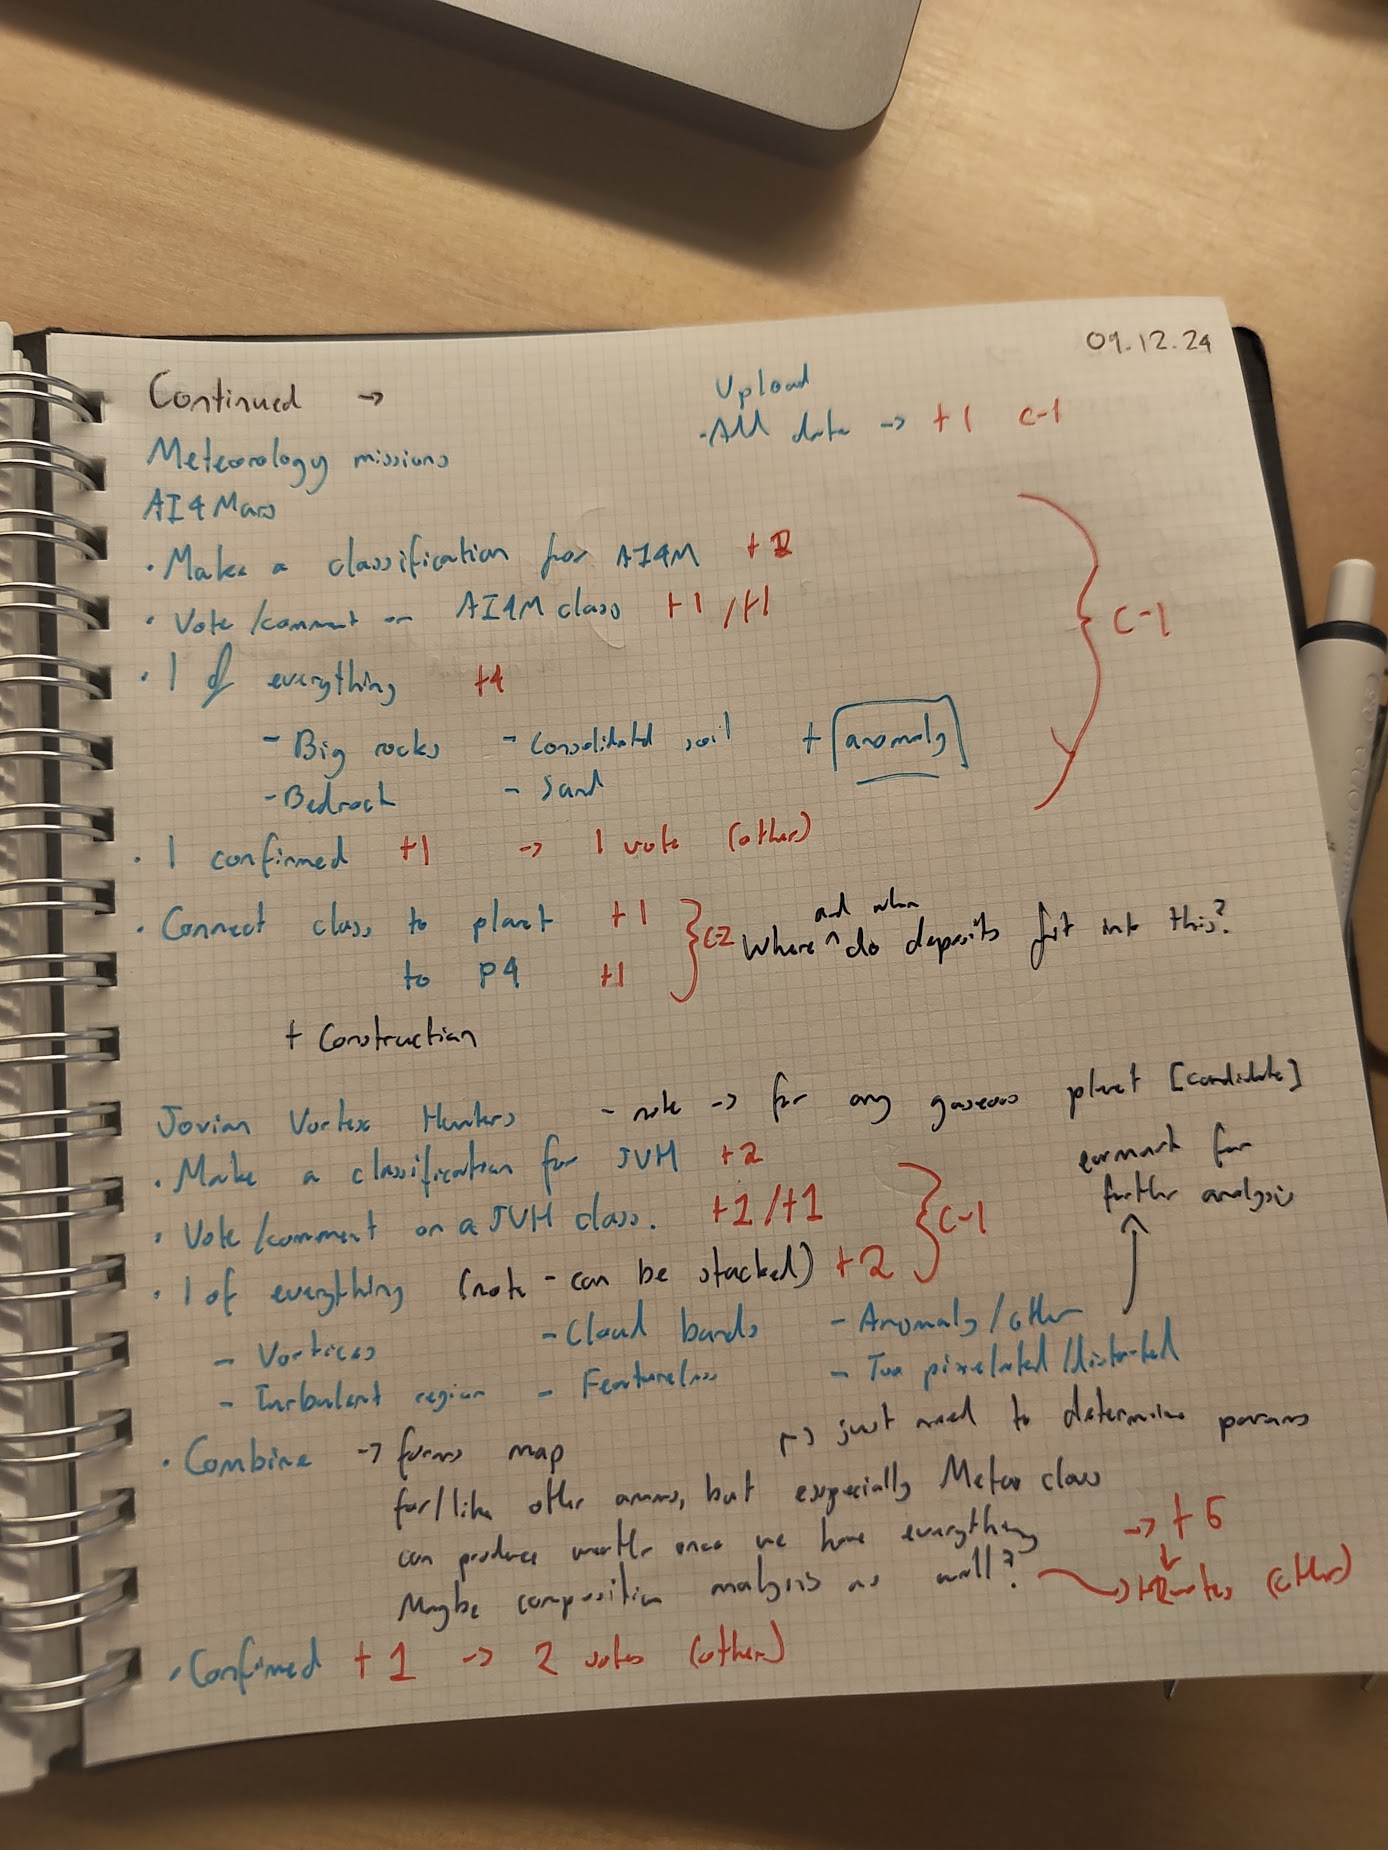 09.12.24
Continued →
Upload
· All data → +1 C-1
Meteorology missions
AI4Mars
· Make a classification for AI4M +2
· Vote/comment on AI4M class +1/+1
C-1
· 1 of everything +4
- Big rocks - Consolidated soil + anomaly
- Bedrock - Sand
· 1 confirmed +1 → 1 vote (other)
· Connect class to planet +1
to P4 +1
C-2
Where and when do deposits fit into this?
+ Construction
Jovian Vortex Hunters - note → for any gaseous planet [candidate]
· Make a classification for JVH +2
earmark for
further analysis
· Vote/comment on a JVH class. +1/+1
C-1
· 1 of everything (note - can be stacked) +2
- Vortices - Cloud bands - Anomaly/other
- Turbulent region - Featureless - Too pixelated/distorted
· Combine → forms map
↱ just need to determine params
for/like other annos, but especially Meteo class
can produce weather once we have everything → +5
Maybe composition analysis as well? → votes (other)
· Confirmed +1 → 2 votes (other)